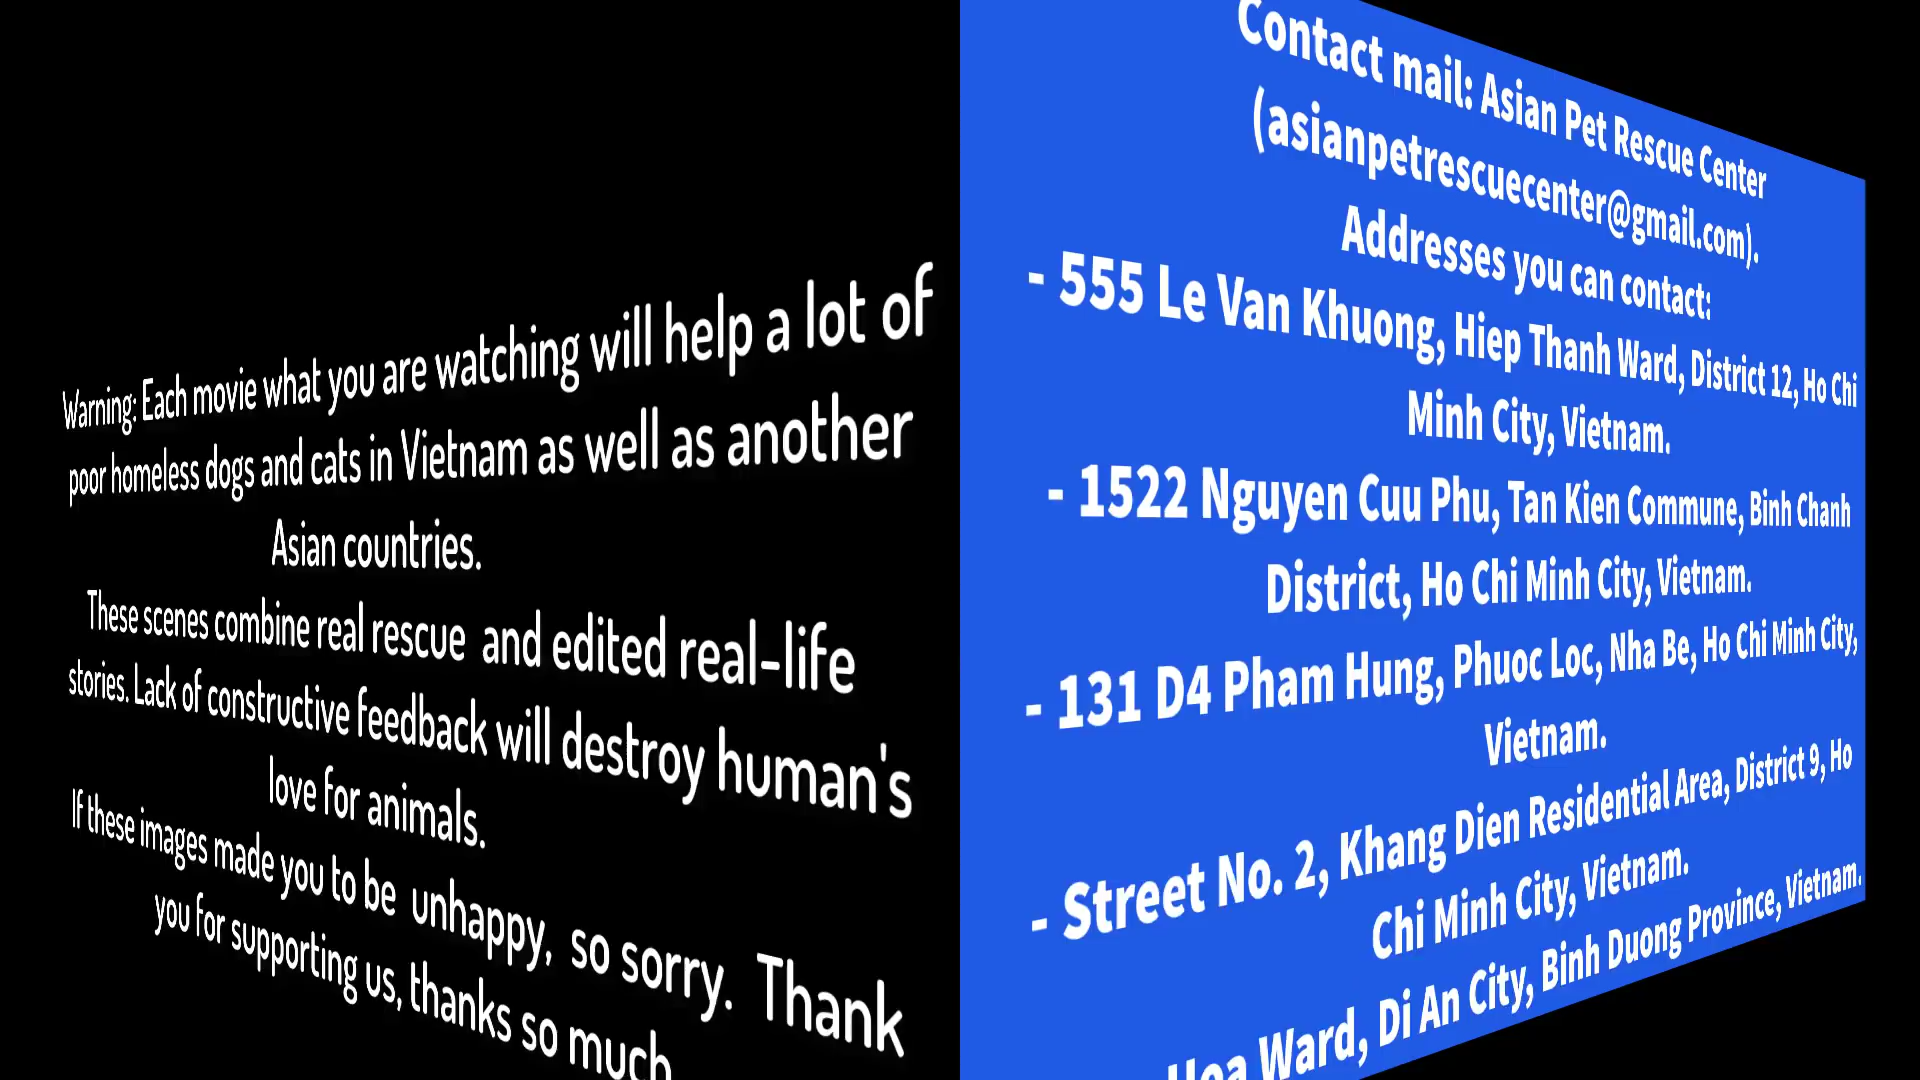 Warning: Each movie what you are watching will help a lot of
poor homeless dogs and cats in Vietnam as well as another
Asian countries.
These scenes combine real rescue and edited real-life
stories. Lack of constructive feedback will destroy human's
love for animals.
If these images made you to be unhappy, so sorry. Thank
you for supporting us, thanks so much
Contact mail: Asian Pet Rescue Center
(asianpetrescuecenter@gmail.com).
Addresses you can contact:
- 555 Le Van Khuong, Hiep Thanh Ward, District 12, Ho Chi
Minh City, Vietnam.
- 1522 Nguyen Cuu Phu, Tan Kien Commune, Binh Chanh
District, Ho Chi Minh City, Vietnam.
- 131 D4 Pham Hung, Phuoc Loc, Nha Be, Ho Chi Minh City,
Vietnam.
- Street No. 2, Khang Dien Residential Area, District 9, Ho
Chi Minh City, Vietnam.
Hoa Ward, Di An City, Binh Duong Province, Vietnam.